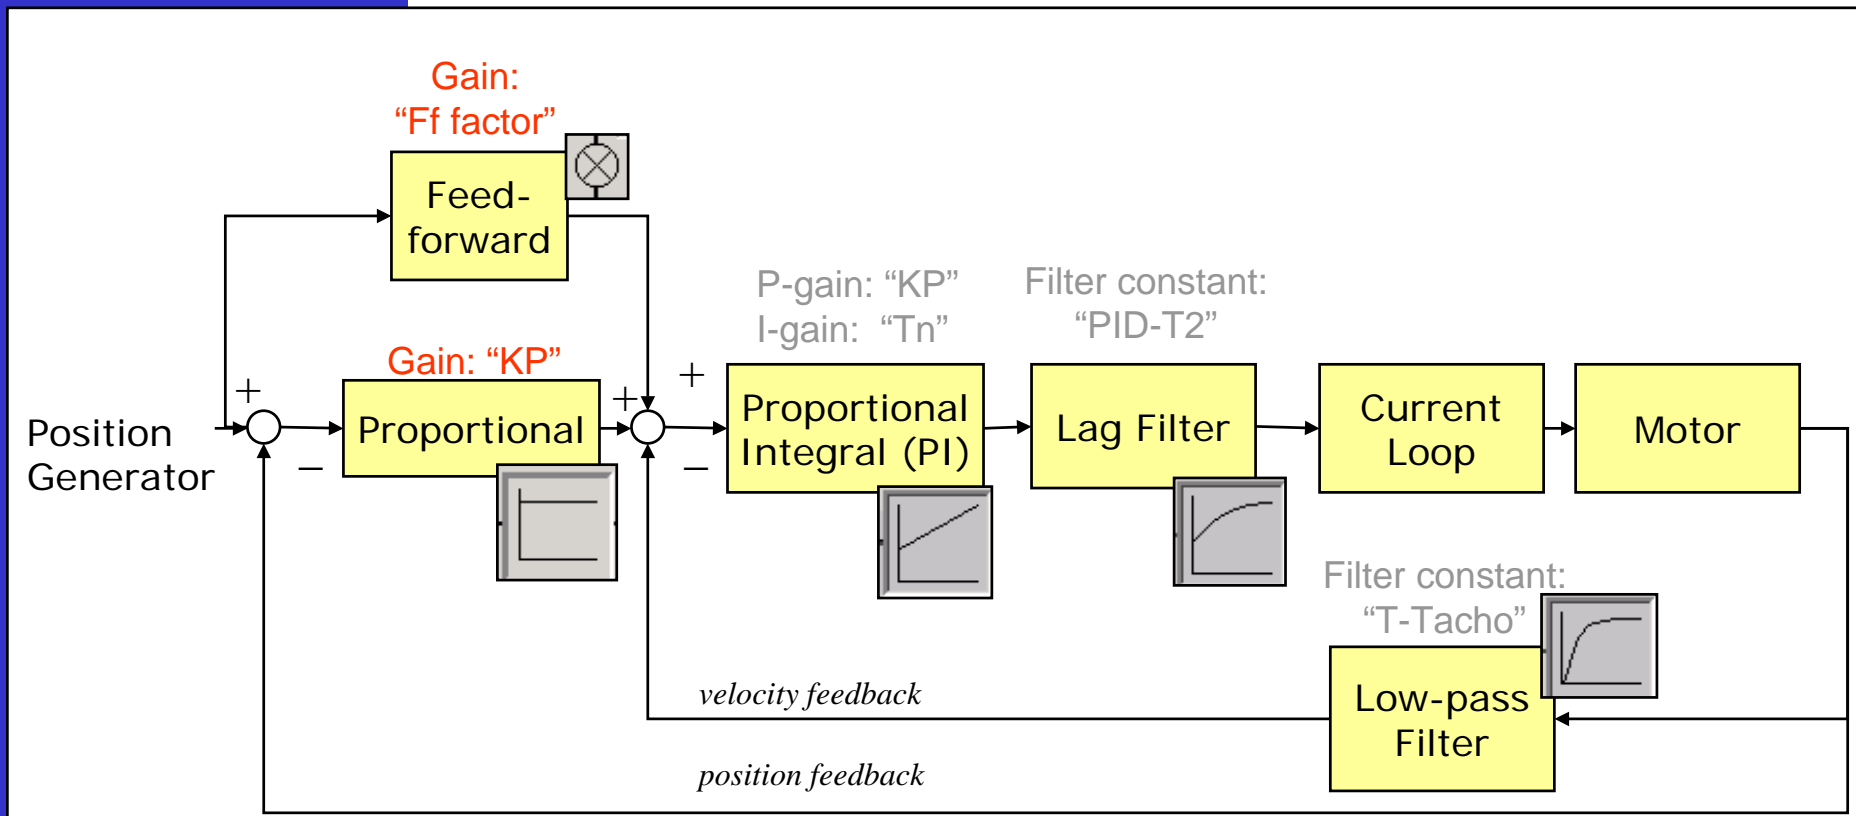 Gain:
“Ff factor”
Feed-
forward
P-gain: “KP”
I-gain: “Tn”
Filter constant:
“PID-T2”
Gain: “KP”
+
+
+
Position
Generator
−
Proportional
−
Proportional
Integral (PI)
Lag Filter
Current
Loop
Motor
Filter constant:
“T-Tacho”
velocity feedback
Low-pass
Filter
position feedback